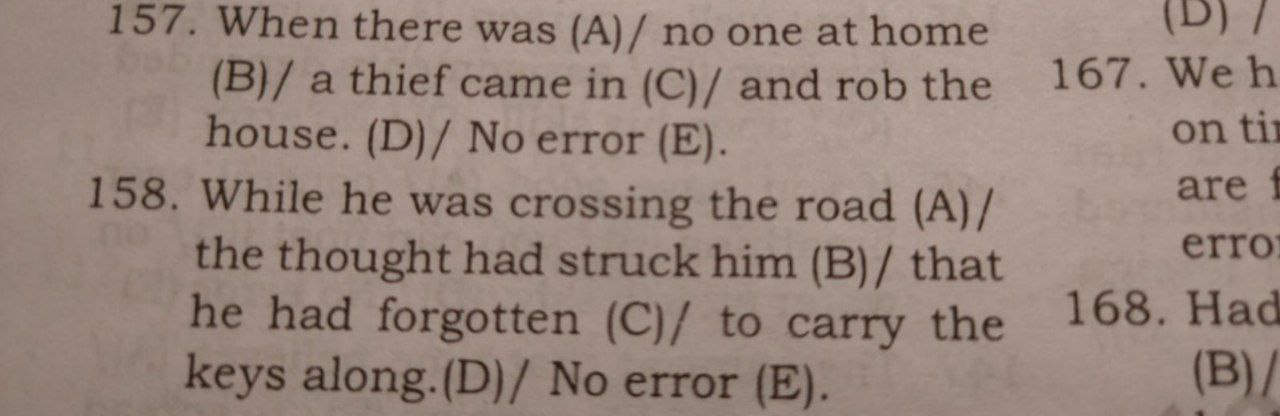 157. When there was (A)/ no one at home
(B)/ a thief came in (C)/ and rob the
house. (D)/ No error (E).
158. While he was crossing the road (A)/
the thought had struck him (B)/ that
he had forgotten (C)/ to carry the
keys along.(D)/ No error (E).
(D) /
167. We h
on ti
are
erro
168. Had
(B)/